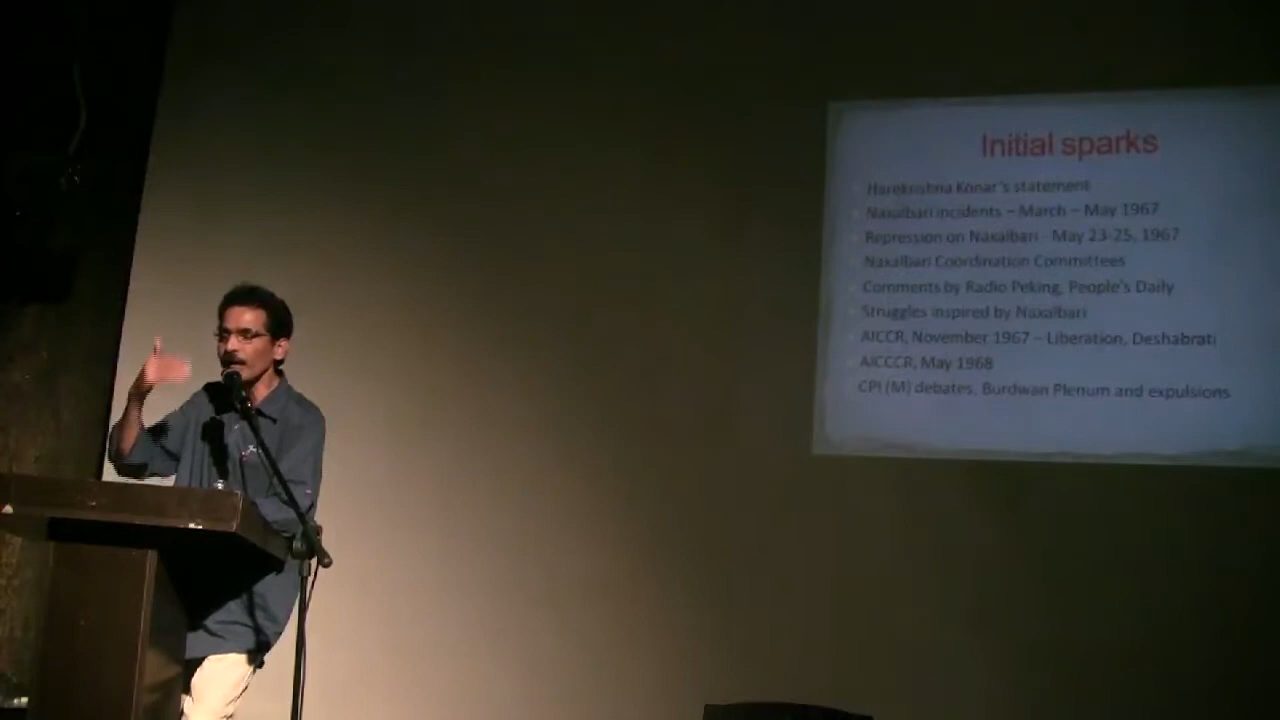 Initial sparks
Harekrishna Konar's statement
Naxalbari incidents – March – May 1967
Repression on Naxalbari - May 23-25, 1967
Naxalbari Coordination Committees
Comments by Radio Peking, People's Daily
Struggles inspired by Naxalbari
AICCR, November 1967 – Liberation, Deshabrati
AICCCR, May 1968
CPI (M) debates, Burdwan Plenum and expulsions